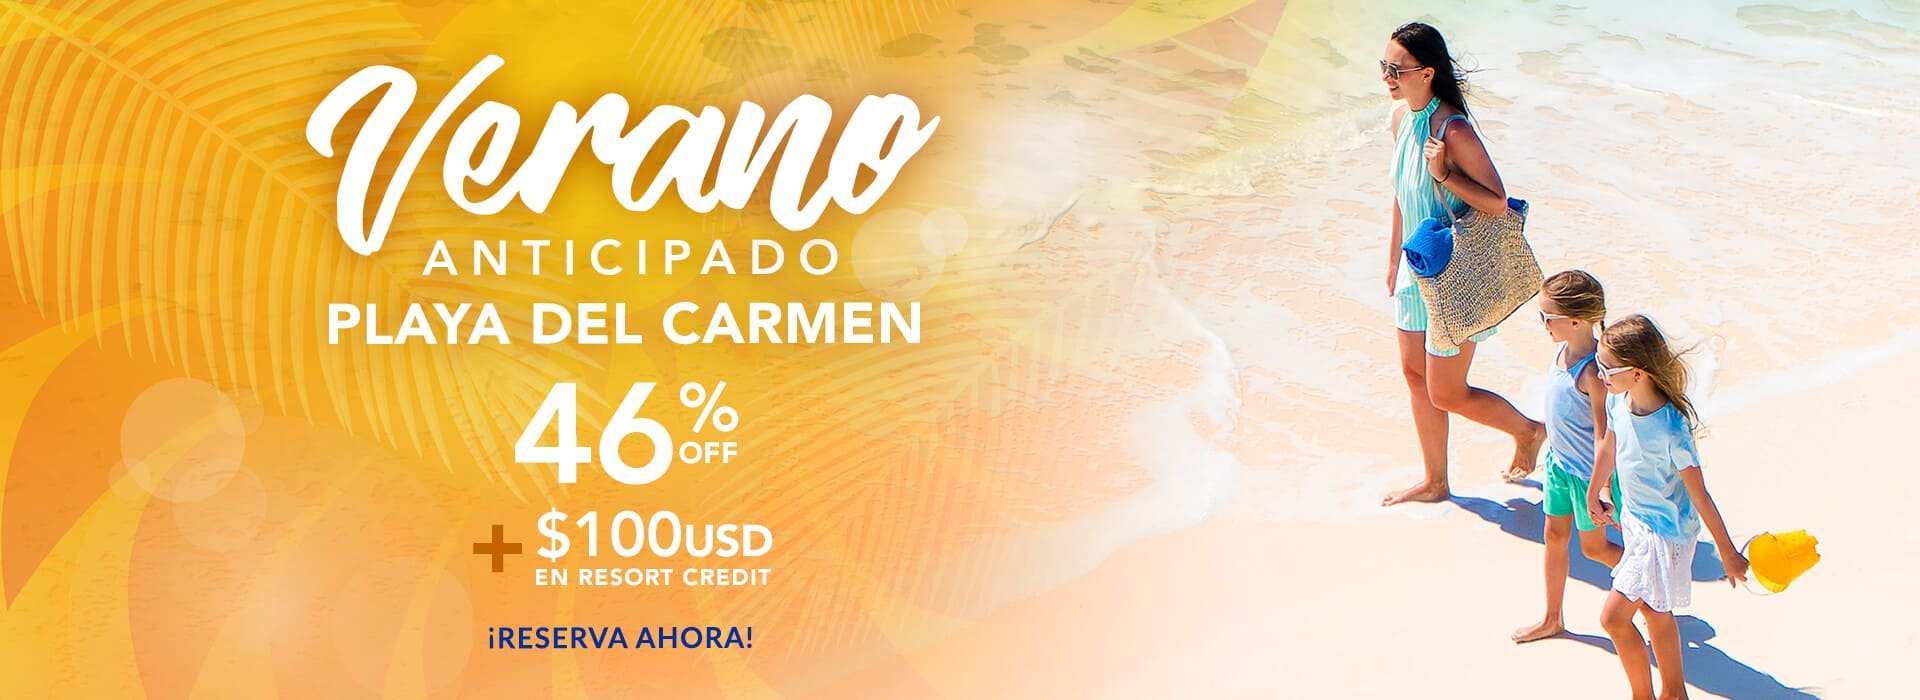 Verano
ANTICIPADO
PLAYA DEL CARMEN
46% OFF
+ $100USD
EN RESORT CREDIT
¡RESERVA AHORA!